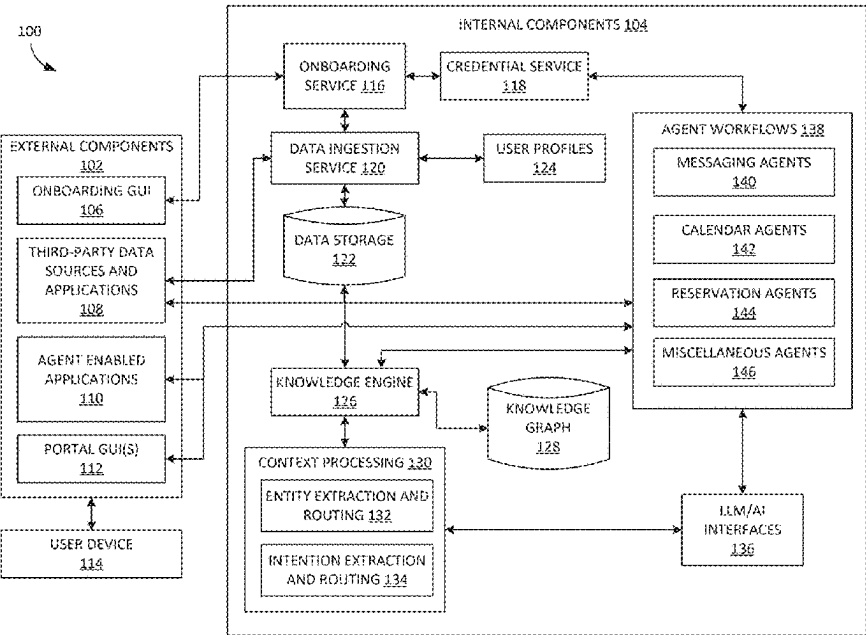 100
INTERNAL COMPONENTS 104
ONBOARDING
SERVICE 116
CREDENTIAL SERVICE
118
EXTERNAL COMPONENTS
102
ONBOARDING GUI
106
THIRD-PARTY DATA
SOURCES AND
APPLICATIONS
108
AGENT ENABLED
APPLICATIONS
110
PORTAL GUI(S)
112
USER DEVICE
114
DATA INGESTION
SERVICE 120
USER PROFILES
124
DATA STORAGE
122
KNOWLEDGE ENGINE
126
KNOWLEDGE
GRAPH
128
CONTEXT PROCESSING 130
ENTITY EXTRACTION AND
ROUTING 132
INTENTION EXTRACTION
AND ROUTING 134
AGENT WORKFLOWS 138
MESSAGING AGENTS
140
CALENDAR AGENTS
142
RESERVATION AGENTS
144
MISCELLANEOUS AGENTS
146
LLM/AI
INTERFACES
136